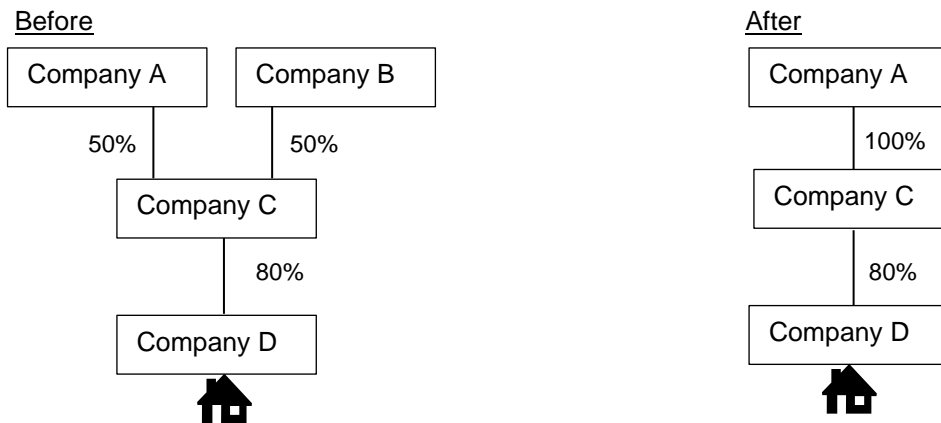 Before
Company A
Company B
50%
50%
Company C
80%
Company D
After
Company A
100%
Company C
80%
Company D